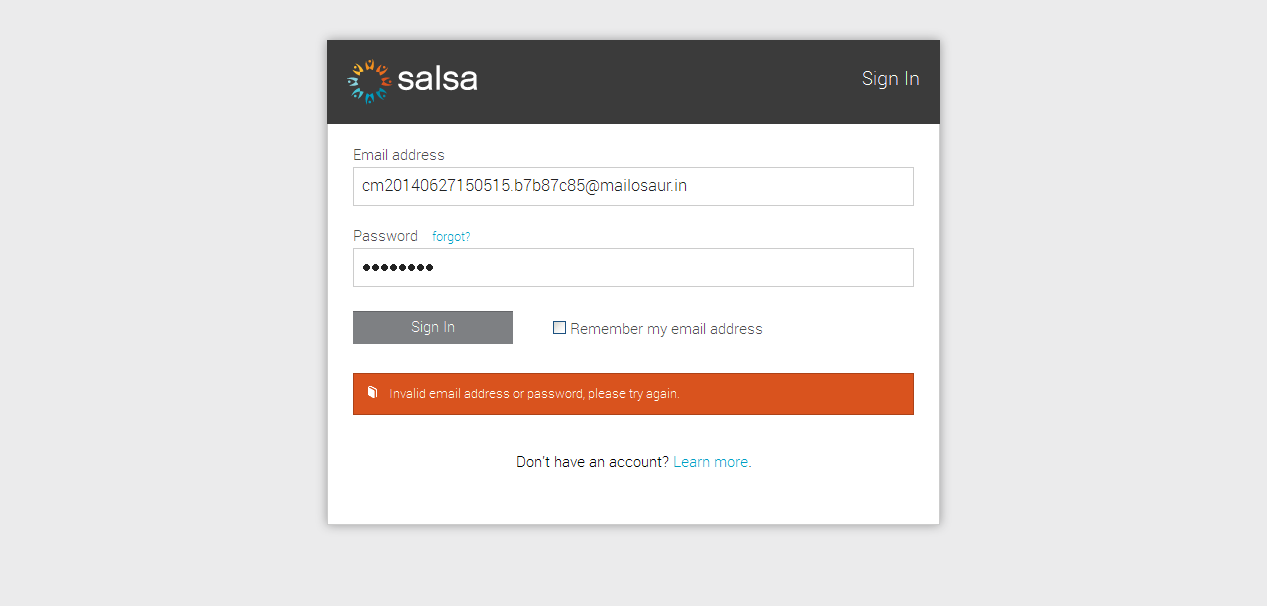 salsa
Sign In
Email address
cm20140627150515.b7b87c85@mailosaur.in
Password forgot?
••••••••
Sign In
Remember my email address
Invalid email address or password, please try again.
Don't have an account? Learn more.